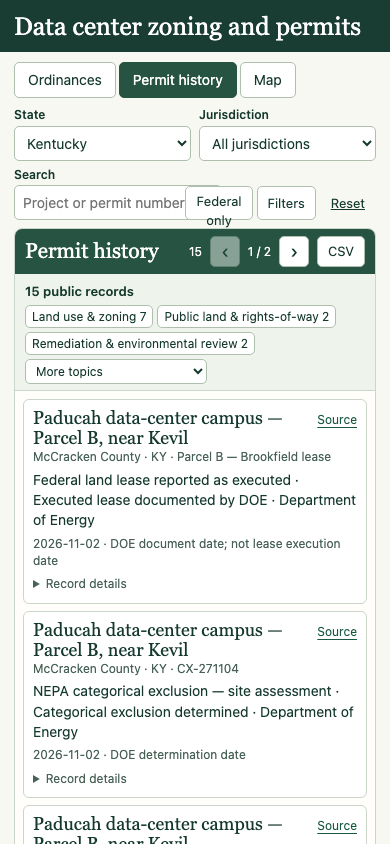 Data center zoning and permits
Ordinances
Permit history
Map
State
Jurisdiction
Kentucky
All jurisdictions
Search
Project or permit number
Federal
only
Filters
Reset
Permit history
15
‹
1 / 2
›
CSV
15 public records
Land use & zoning 7
Public land & rights-of-way 2
Remediation & environmental review 2
More topics
Paducah data-center campus —
Parcel B, near Kevil
Source
McCracken County · KY · Parcel B — Brookfield lease
Federal land lease reported as executed ·
Executed lease documented by DOE · Department
of Energy
2026-11-02 · DOE document date; not lease execution
date
Record details
Paducah data-center campus —
Parcel B, near Kevil
Source
McCracken County · KY · CX-271104
NEPA categorical exclusion — site assessment ·
Categorical exclusion determined · Department of
Energy
2026-11-02 · DOE determination date
Record details
Paducah data-center campus —
Parcel B, near Kevil
Source